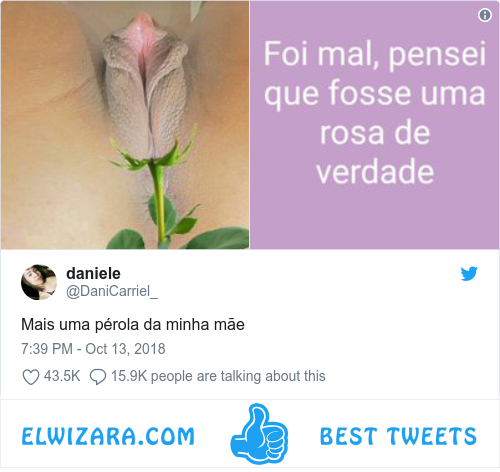 Foi mal, pensei
que fosse uma
rosa de
verdade
daniele
@DaniCarriel_
Mais uma pérola da minha mãe
7:39 PM - Oct 13, 2018
43.5K 15.9K people are talking about this
ELWIZARA.COM BEST TWEETS